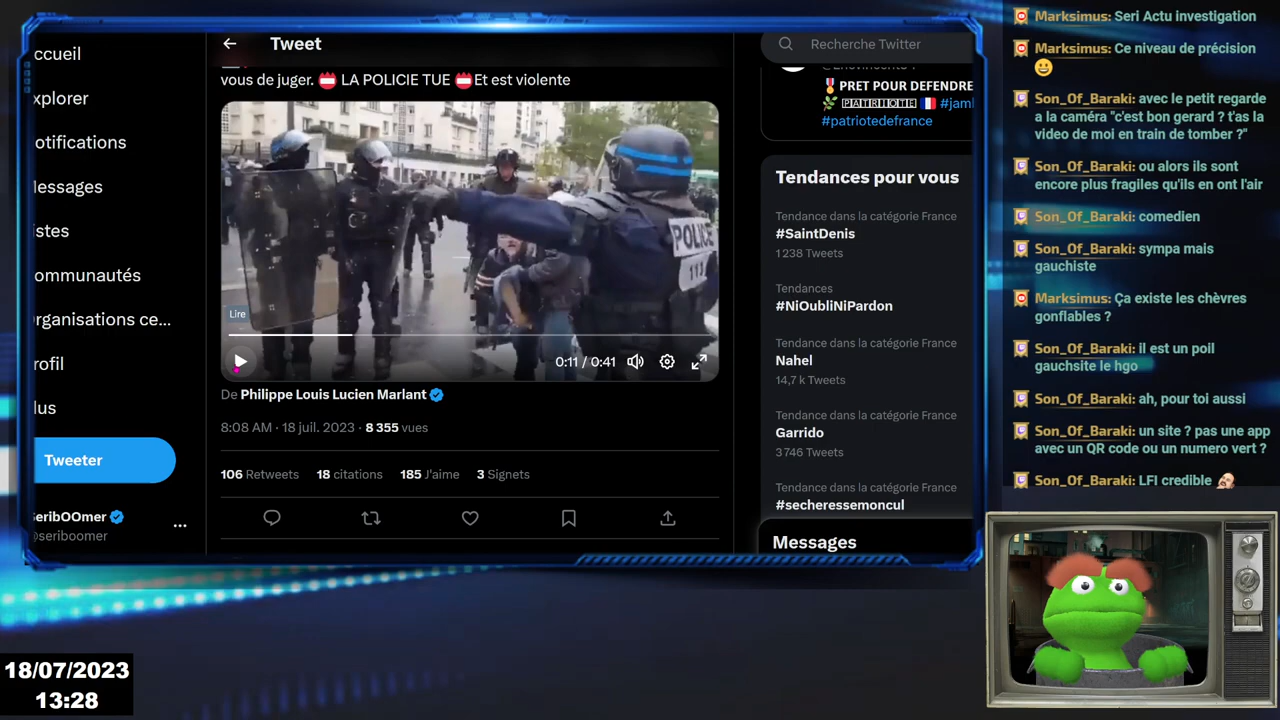 ccueil
xplorer
otifications
lessages
istes
ommunautés
rganisations ce...
rofil
lus
Tweeter
SeribOOmer
@seriboomer
Tweet
vous de juger. LA POLICIE TUE Et est violente
POLICE
Lire
0:11 / 0:41
De Philippe Louis Lucien Marlant
8:08 AM · 18 juil. 2023 · 8 355 vues
106 Retweets 18 citations 185 J'aime 3 Signets
Recherche Twitter
PRET POUR DEFENDRE
PATRIOTE #jam
#patriotedefrance
Tendances pour vous
Tendance dans la catégorie France
#SaintDenis
1 238 Tweets
Tendances
#NiOubliNiPardon
Tendance dans la catégorie France
Nahel
14,7 k Tweets
Tendance dans la catégorie France
Garrido
3 746 Tweets
Tendance dans la catégorie France
#secheressemoncul
Messages
Marksimus: Seri Actu investigation
Marksimus: Ce niveau de précision
Son_Of_Baraki: avec le petit regarde
a la caméra "c'est bon gerard ? t'as la
video de moi en train de tomber ?"
Son_Of_Baraki: ou alors ils sont
encore plus fragiles qu'ils en ont l'air
Son_Of_Baraki: comedien
Son_Of_Baraki: sympa mais
gauchiste
Marksimus: Ça existe les chèvres
gonflables ?
Son_Of_Baraki: il est un poil
gauchsite le hgo
Son_Of_Baraki: ah, pour toi aussi
Son_Of_Baraki: un site ? pas une app
avec un QR code ou un numero vert ?
Son_Of_Baraki: LFI credible
18/07/2023
13:28